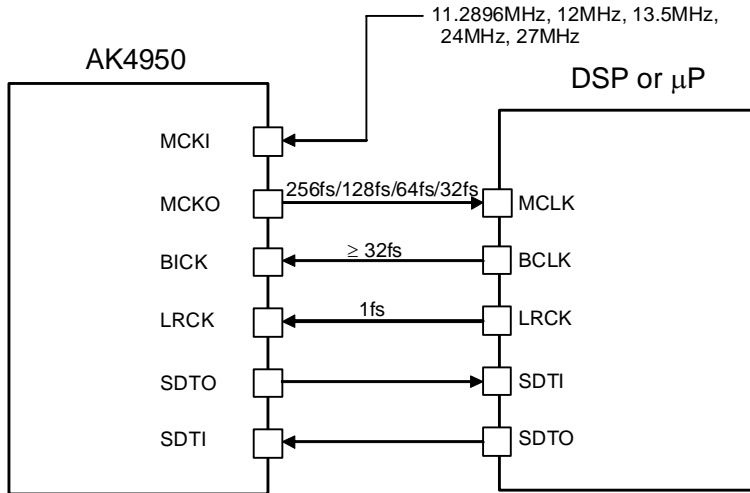 11.2896MHz, 12MHz, 13.5MHz,
24MHz, 27MHz
AK4950
DSP or μP
MCKI
MCKO
256fs/128fs/64fs/32fs
MCLK
BICK
≥ 32fs
BCLK
LRCK
1fs
LRCK
SDTO
SDTI
SDTI
SDTO